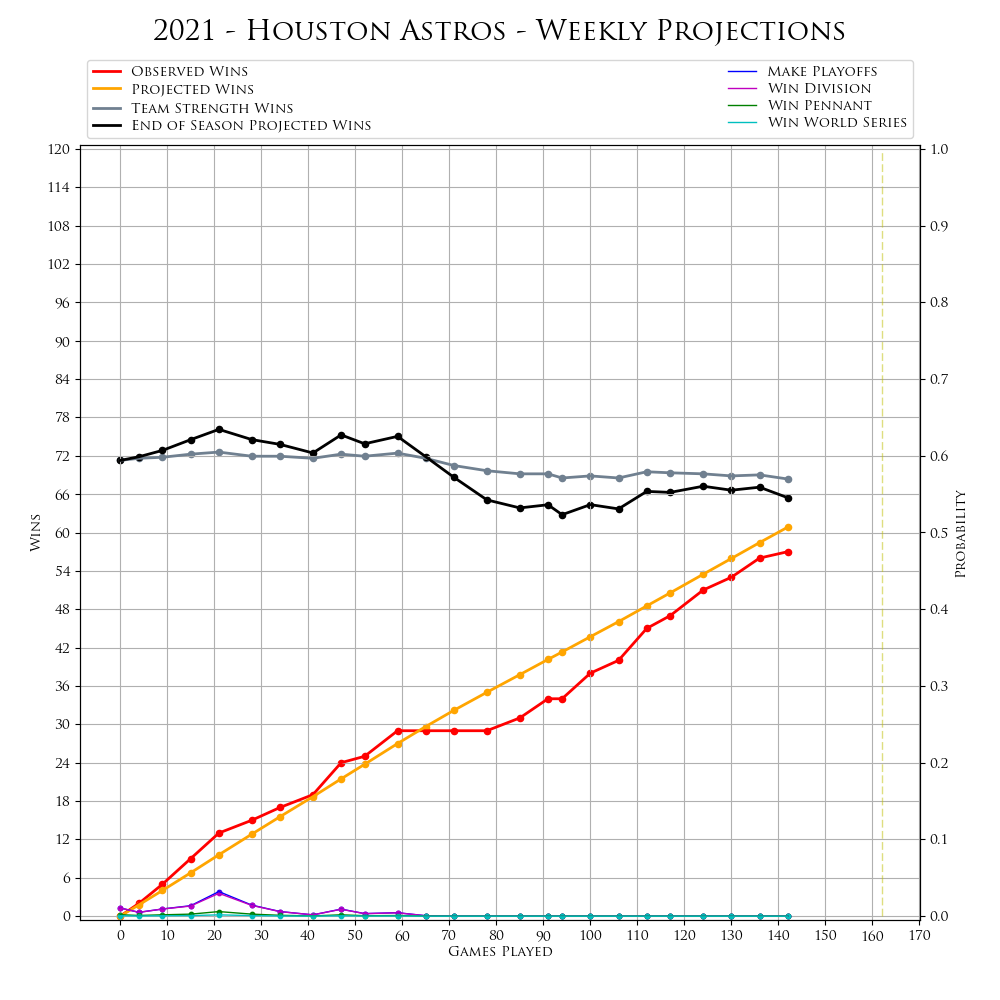 2021 - Houston Astros - Weekly Projections
Observed Wins
Projected Wins
Team Strength Wins
End of Season Projected Wins
Make Playoffs
Win Division
Win Pennant
Win World Series
120
114
108
102
96
90
84
78
72
66
60
54
48
42
36
30
24
18
12
6
0
Wins
1.0
0.9
0.8
0.7
0.6
0.5
0.4
0.3
0.2
0.1
0.0
Probability
0 10 20 30 40 50 60 70 80 90 100 110 120 130 140 150 160 170
Games Played